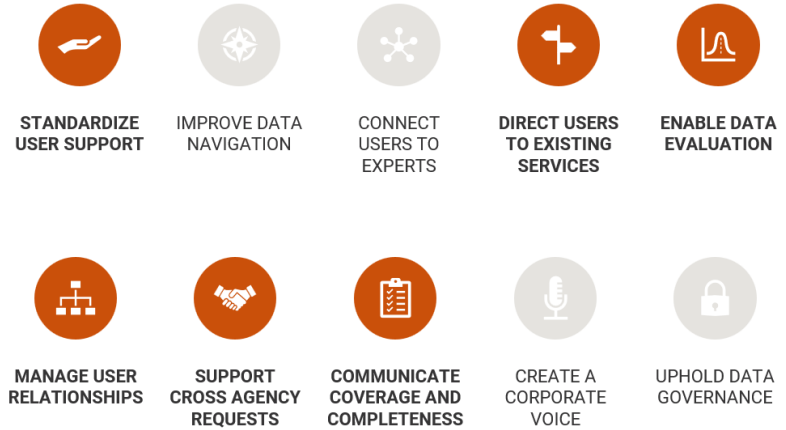 STANDARDIZE
USER SUPPORT
IMPROVE DATA
NAVIGATION
CONNECT
USERS TO
EXPERTS
DIRECT USERS
TO EXISTING
SERVICES
ENABLE DATA
EVALUATION
MANAGE USER
RELATIONSHIPS
SUPPORT
CROSS AGENCY
REQUESTS
COMMUNICATE
COVERAGE AND
COMPLETENESS
CREATE A
CORPORATE
VOICE
UPHOLD DATA
GOVERNANCE